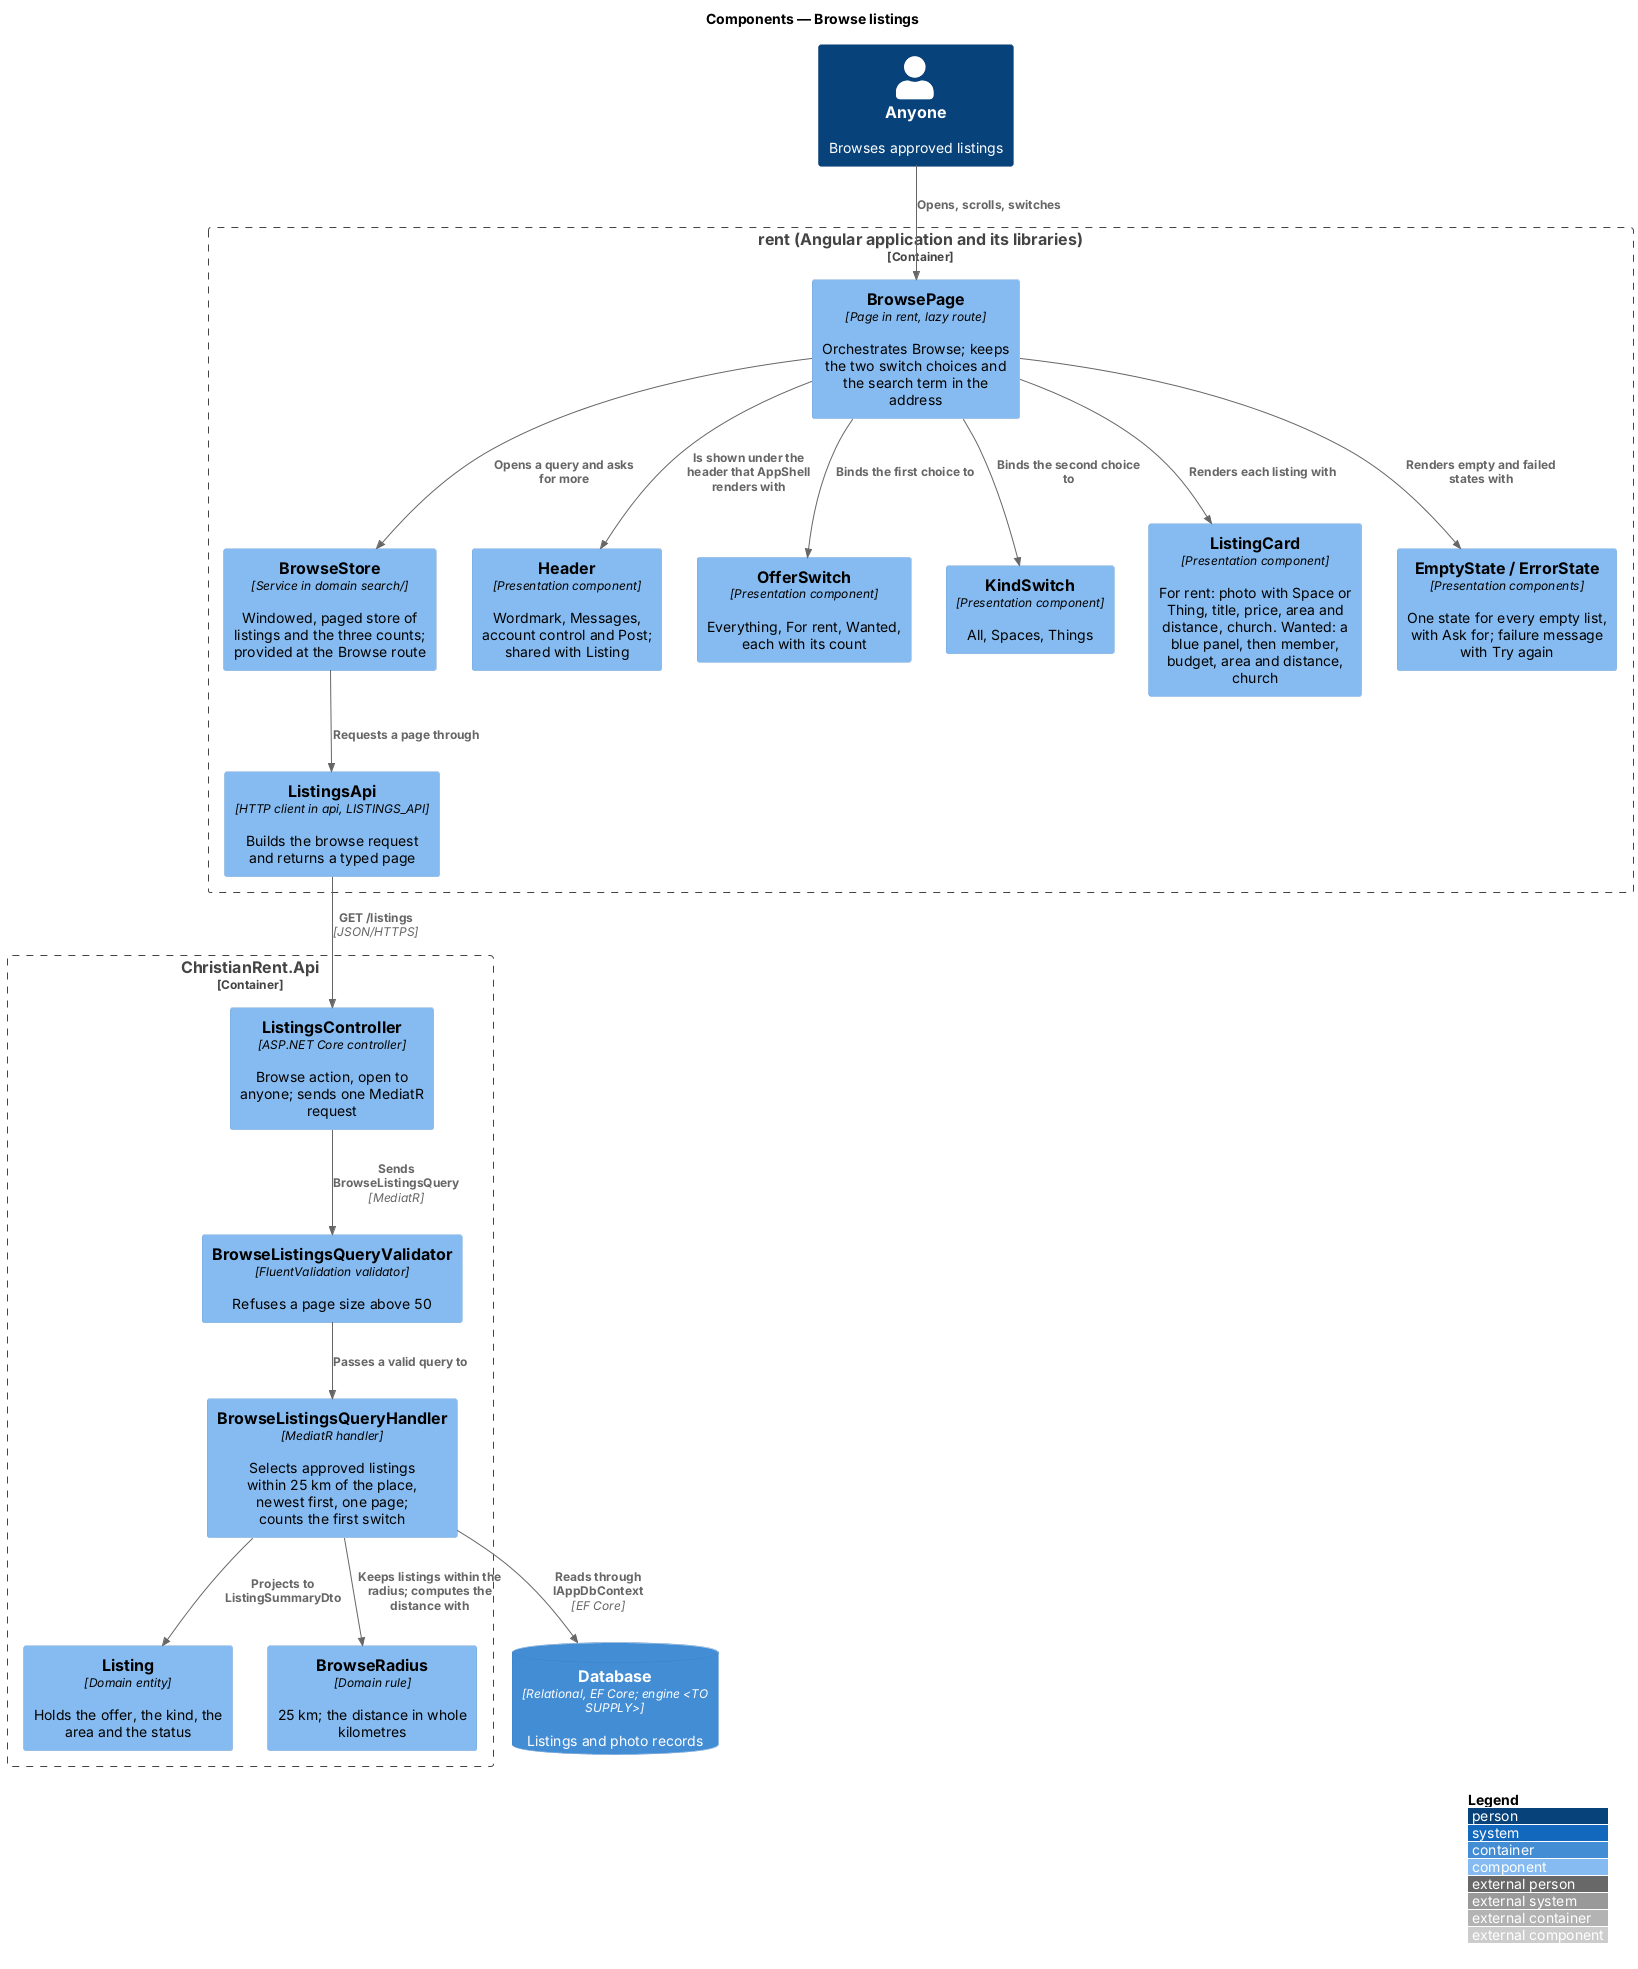 Components — Browse listings
Anyone
Browses approved listings
Opens, scrolls, switches
rent (Angular application and its libraries)
[Container]
BrowsePage
[Page in rent, lazy route]
Orchestrates Browse; keeps
the two switch choices and
the search term in the
address
Opens a query and asks
for more
Is shown under the
header that AppShell
renders with
Binds the first choice to
Binds the second choice
to
Renders each listing with
Renders empty and failed
states with
BrowseStore
[Service in domain search/]
Windowed, paged store of
listings and the three counts;
provided at the Browse route
Header
[Presentation component]
Wordmark, Messages,
account control and Post;
shared with Listing
OfferSwitch
[Presentation component]
Everything, For rent, Wanted,
each with its count
KindSwitch
[Presentation component]
All, Spaces, Things
ListingCard
[Presentation component]
For rent: photo with Space or
Thing, title, price, area and
distance, church. Wanted: a
blue panel, then member,
budget, area and distance,
church
EmptyState / ErrorState
[Presentation components]
One state for every empty list,
with Ask for; failure message
with Try again
Requests a page through
ListingsApi
[HTTP client in api, LISTINGS_API]
Builds the browse request
and returns a typed page
GET /listings
[JSON/HTTPS]
ChristianRent.Api
[Container]
ListingsController
[ASP.NET Core controller]
Browse action, open to
anyone; sends one MediatR
request
Sends
BrowseListingsQuery
[MediatR]
BrowseListingsQueryValidator
[FluentValidation validator]
Refuses a page size above 50
Passes a valid query to
BrowseListingsQueryHandler
[MediatR handler]
Selects approved listings
within 25 km of the place,
newest first, one page;
counts the first switch
Projects to
ListingSummaryDto
Keeps listings within the
radius; computes the
distance with
Reads through
IAppDbContext
[EF Core]
Listing
[Domain entity]
Holds the offer, the kind, the
area and the status
BrowseRadius
[Domain rule]
25 km; the distance in whole
kilometres
Database
[Relational, EF Core; engine <TO
SUPPLY>]
Listings and photo records
Legend
person
system
container
component
external person
external system
external container
external component